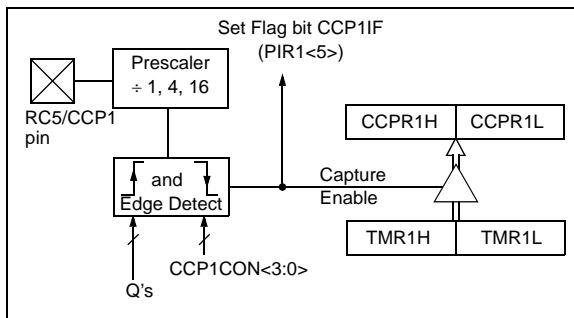 Set Flag bit CCP1IF
(PIR1<5>)
Prescaler
÷ 1, 4, 16
RC5/CCP1
pin
CCPR1H
CCPR1L
and
Edge Detect
Capture
Enable
TMR1H
TMR1L
CCP1CON<3:0>
Q's